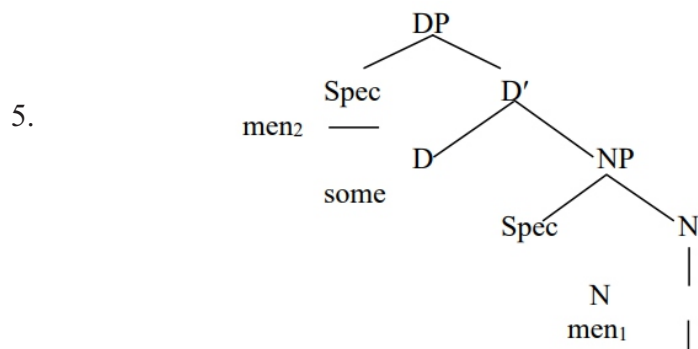 DP
Spec D′
5.
men2
D NP
some
Spec N
N
men1